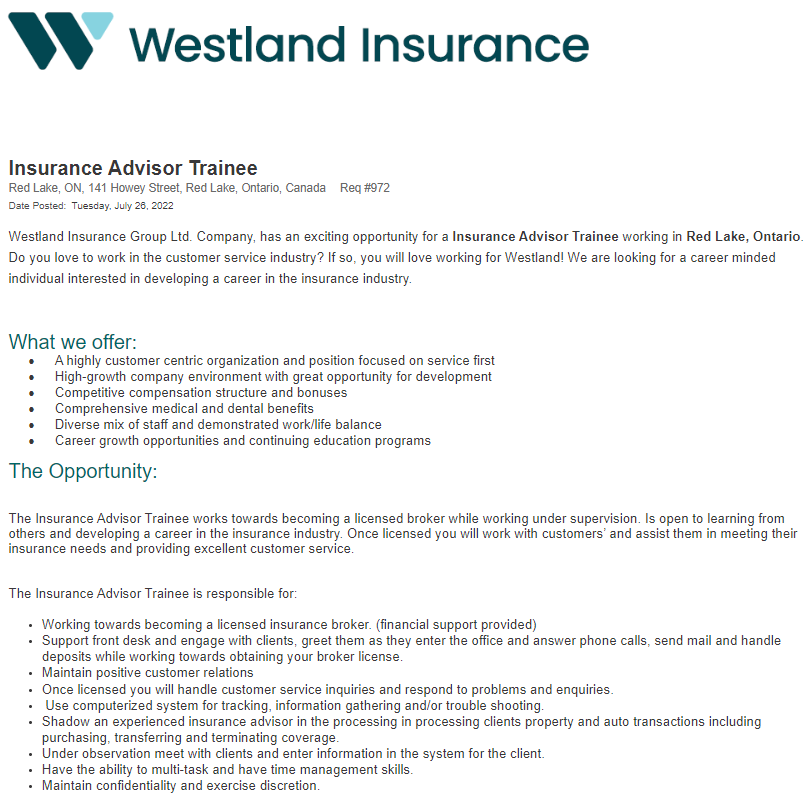 Westland Insurance
Insurance Advisor Trainee
Red Lake, ON, 141 Howey Street, Red Lake, Ontario, Canada Req #972
Date Posted: Tuesday, July 26, 2022
Westland Insurance Group Ltd. Company, has an exciting opportunity for a Insurance Advisor Trainee working in Red Lake, Ontario.
Do you love to work in the customer service industry? If so, you will love working for Westland! We are looking for a career minded
individual interested in developing a career in the insurance industry.
What we offer:
• A highly customer centric organization and position focused on service first
• High-growth company environment with great opportunity for development
• Competitive compensation structure and bonuses
• Comprehensive medical and dental benefits
• Diverse mix of staff and demonstrated work/life balance
• Career growth opportunities and continuing education programs
The Opportunity:
The Insurance Advisor Trainee works towards becoming a licensed broker while working under supervision. Is open to learning from
others and developing a career in the insurance industry. Once licensed you will work with customers’ and assist them in meeting their
insurance needs and providing excellent customer service.
The Insurance Advisor Trainee is responsible for:
• Working towards becoming a licensed insurance broker. (financial support provided)
• Support front desk and engage with clients, greet them as they enter the office and answer phone calls, send mail and handle
deposits while working towards obtaining your broker license.
• Maintain positive customer relations
• Once licensed you will handle customer service inquiries and respond to problems and enquiries.
• Use computerized system for tracking, information gathering and/or trouble shooting.
• Shadow an experienced insurance advisor in the processing in processing clients property and auto transactions including
purchasing, transferring and terminating coverage.
• Under observation meet with clients and enter information in the system for the client.
• Have the ability to multi-task and have time management skills.
• Maintain confidentiality and exercise discretion.